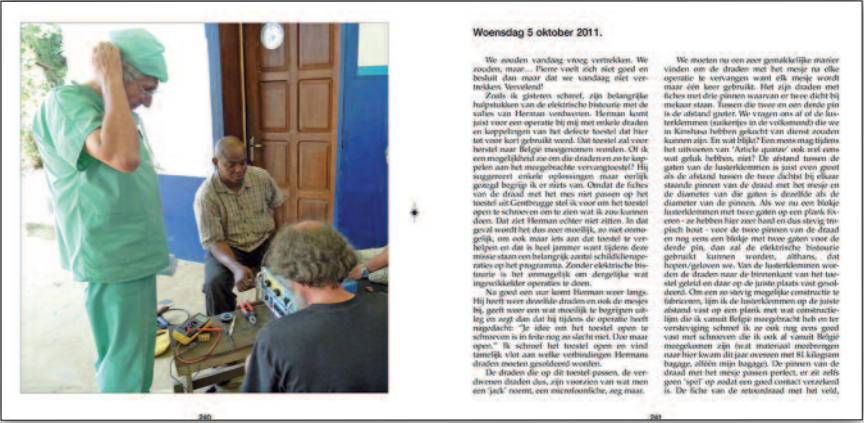 Woensdag 5 oktober 2011.
We zouden vandaag vroeg vertrekken. We
zouden, maar… Pierre voelt zich niet goed en
besluit dan maar dat we vandaag niet ver-
trekken. Vervelend!
Zoals ik gisteren schreef, zijn belangrijke
hulpstukken van de elektrische bistourie met de
valies van Herman verdwenen. Herman komt
juist voor een operatie bij mij met enkele draden
en koppelingen van het defecte toestel dat hier
tot voor kort gebruikt werd. Dat toestel zal voor
herstel naar België meegenomen worden. Of ik
een mogelijkheid zie om die draden en zo te kop-
pelen aan het meegebrachte vervangtoestel? Hij
suggereert enkele oplossingen maar eerlijk
gezegd begrijp ik er niets van. Omdat de fiches
van de draad met het mes niet passen op het
toestel uit Gentbrugge stel ik voor om het toestel
open te schroeven om te zien wat ik zou kunnen
doen. Dat ziet Herman echter niet zitten. In dat
geval wordt het dus zeer moeilijk, zo niet onmo-
gelijk, om ook maar iets aan dat toestel te ver-
helpen en dat is heel jammer want tijdens deze
missie staan een belangrijk aantal schildklierope-
raties op het programma. Zonder elektrische bis-
tourie is het onmogelijk om dergelijke wat
ingewikkelder operaties te doen.
Na goed een uur komt Herman weer langs.
Hij heeft weer dezelfde draden en ook de mesjes
bij, geeft weer een wat moeilijk te begrijpen uit-
leg en zegt dan dat hij tijdens de operatie heeft
nagedacht: "Je idee om het toestel open te
schroeven is in feite nog zo slecht niet. Doe maar
open." Ik schroef het toestel open en vind
tamelijk vlot aan welke verbindingen Hermans
draden moeten gesoldeerd worden.
De draden die op dit toestel passen, de ver-
dwenen draden dus, zijn voorzien van wat men
een 'jack' noemt, een microfoonfiche, zeg maar.
We moeten nu een zeer gemakkelijke manier
vinden om de draden met het mesje na elke
operatie te vervangen want elk mesje wordt
maar één keer gebruikt. Het zijn draden met
fiches met drie pinnen waarvan er twee dicht bij
mekaar staan. Tussen die twee en een derde pin
is de afstand groter. We vragen ons af of de lus-
terklemmen (suikertjes in de volksmond) die we
in Kinshasa hebben gekocht van dienst zouden
kunnen zijn. En wat blijkt? Een mens mag tijdens
het uitvoeren van 'Article quinze' ook wel eens
wat geluk hebben, niet? De afstand tussen de
gaten van de lusterklemmen is juist even groot
als de afstand tussen de twee dichtst bij elkaar
staande pinnen van de draad met het mesje en
de diameter van die gaten is dezelfde als de
diameter van de pinnen. Als we nu een blokje
lusterklemmen met twee gaten op een plank fix-
eren - ze hebben hier zeer hard en dus stevig tro-
pisch hout - voor de twee pinnen van de draad
en nog eens een blokje met twee gaten voor de
derde pin, dan zal de elektrische bistourie
gebruikt kunnen worden, althans, dat
hopen/geloven we. Van de lusterklemmen wor-
den de draden naar de binnenkant van het toe-
stel geleid en daar op de juiste plaats vast gesol-
deerd. Om een zo stevig mogelijke constructie te
fabriceren, lijm ik de lusterklemmen op de juiste
afstand vast op een plank met wat constructie-
lijm die ik vanuit België meegebracht heb en ter
versteviging schroef ik ze ook nog eens goed
vast met schroeven die ik ook al vanuit België
meegekomen zijn (wat materiaal meebrengen
naar hier kwam dit jaar overeen met 81 kilogram
bagage, alléén mijn bagage). De pinnen van de
draad met het mesje passen perfect, er zit zelfs
geen 'spel' op zodat een goed contact verzekerd
is. De fiche van de retourdraad met het veld,
240
241